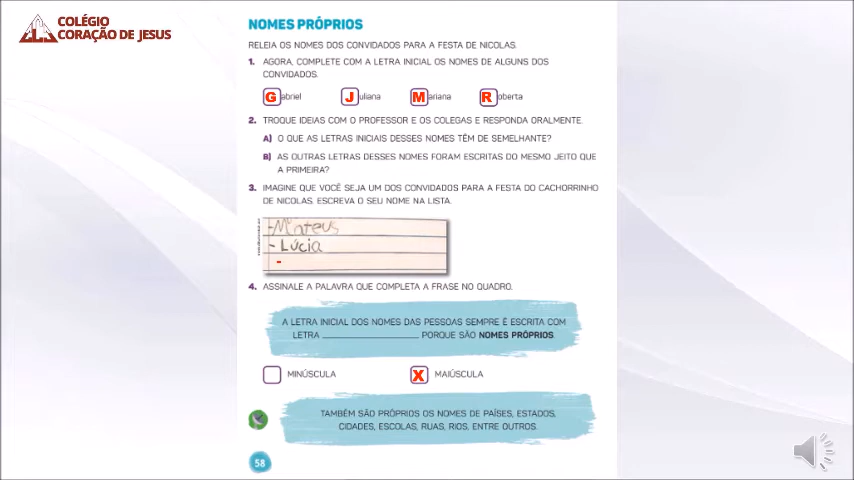 COLÉGIO
CORAÇÃO DE JESUS
NOMES PRÓPRIOS
RELEIA OS NOMES DOS CONVIDADOS PARA A FESTA DE NICOLAS.
1. AGORA, COMPLETE COM A LETRA INICIAL OS NOMES DE ALGUNS DOS
CONVIDADOS.
Gabriel Juliana Mariana Roberta
2. TROQUE IDEIAS COM O PROFESSOR E OS COLEGAS E RESPONDA ORALMENTE.
A) O QUE AS LETRAS INICIAIS DESSES NOMES TÊM DE SEMELHANTE?
B) AS OUTRAS LETRAS DESSES NOMES FORAM ESCRITAS DO MESMO JEITO QUE
A PRIMEIRA?
3. IMAGINE QUE VOCÊ SEJA UM DOS CONVIDADOS PARA A FESTA DO CACHORRINHO
DE NICOLAS. ESCREVA O SEU NOME NA LISTA.
- Mateus
- Lúcia
-
4. ASSINALE A PALAVRA QUE COMPLETA A FRASE NO QUADRO.
A LETRA INICIAL DOS NOMES DAS PESSOAS SEMPRE É ESCRITA COM
LETRA ____________________ PORQUE SÃO NOMES PRÓPRIOS.
MINÚSCULA X MAIÚSCULA
TAMBÉM SÃO PRÓPRIOS OS NOMES DE PAÍSES, ESTADOS,
CIDADES, ESCOLAS, RUAS, RIOS, ENTRE OUTROS.
58